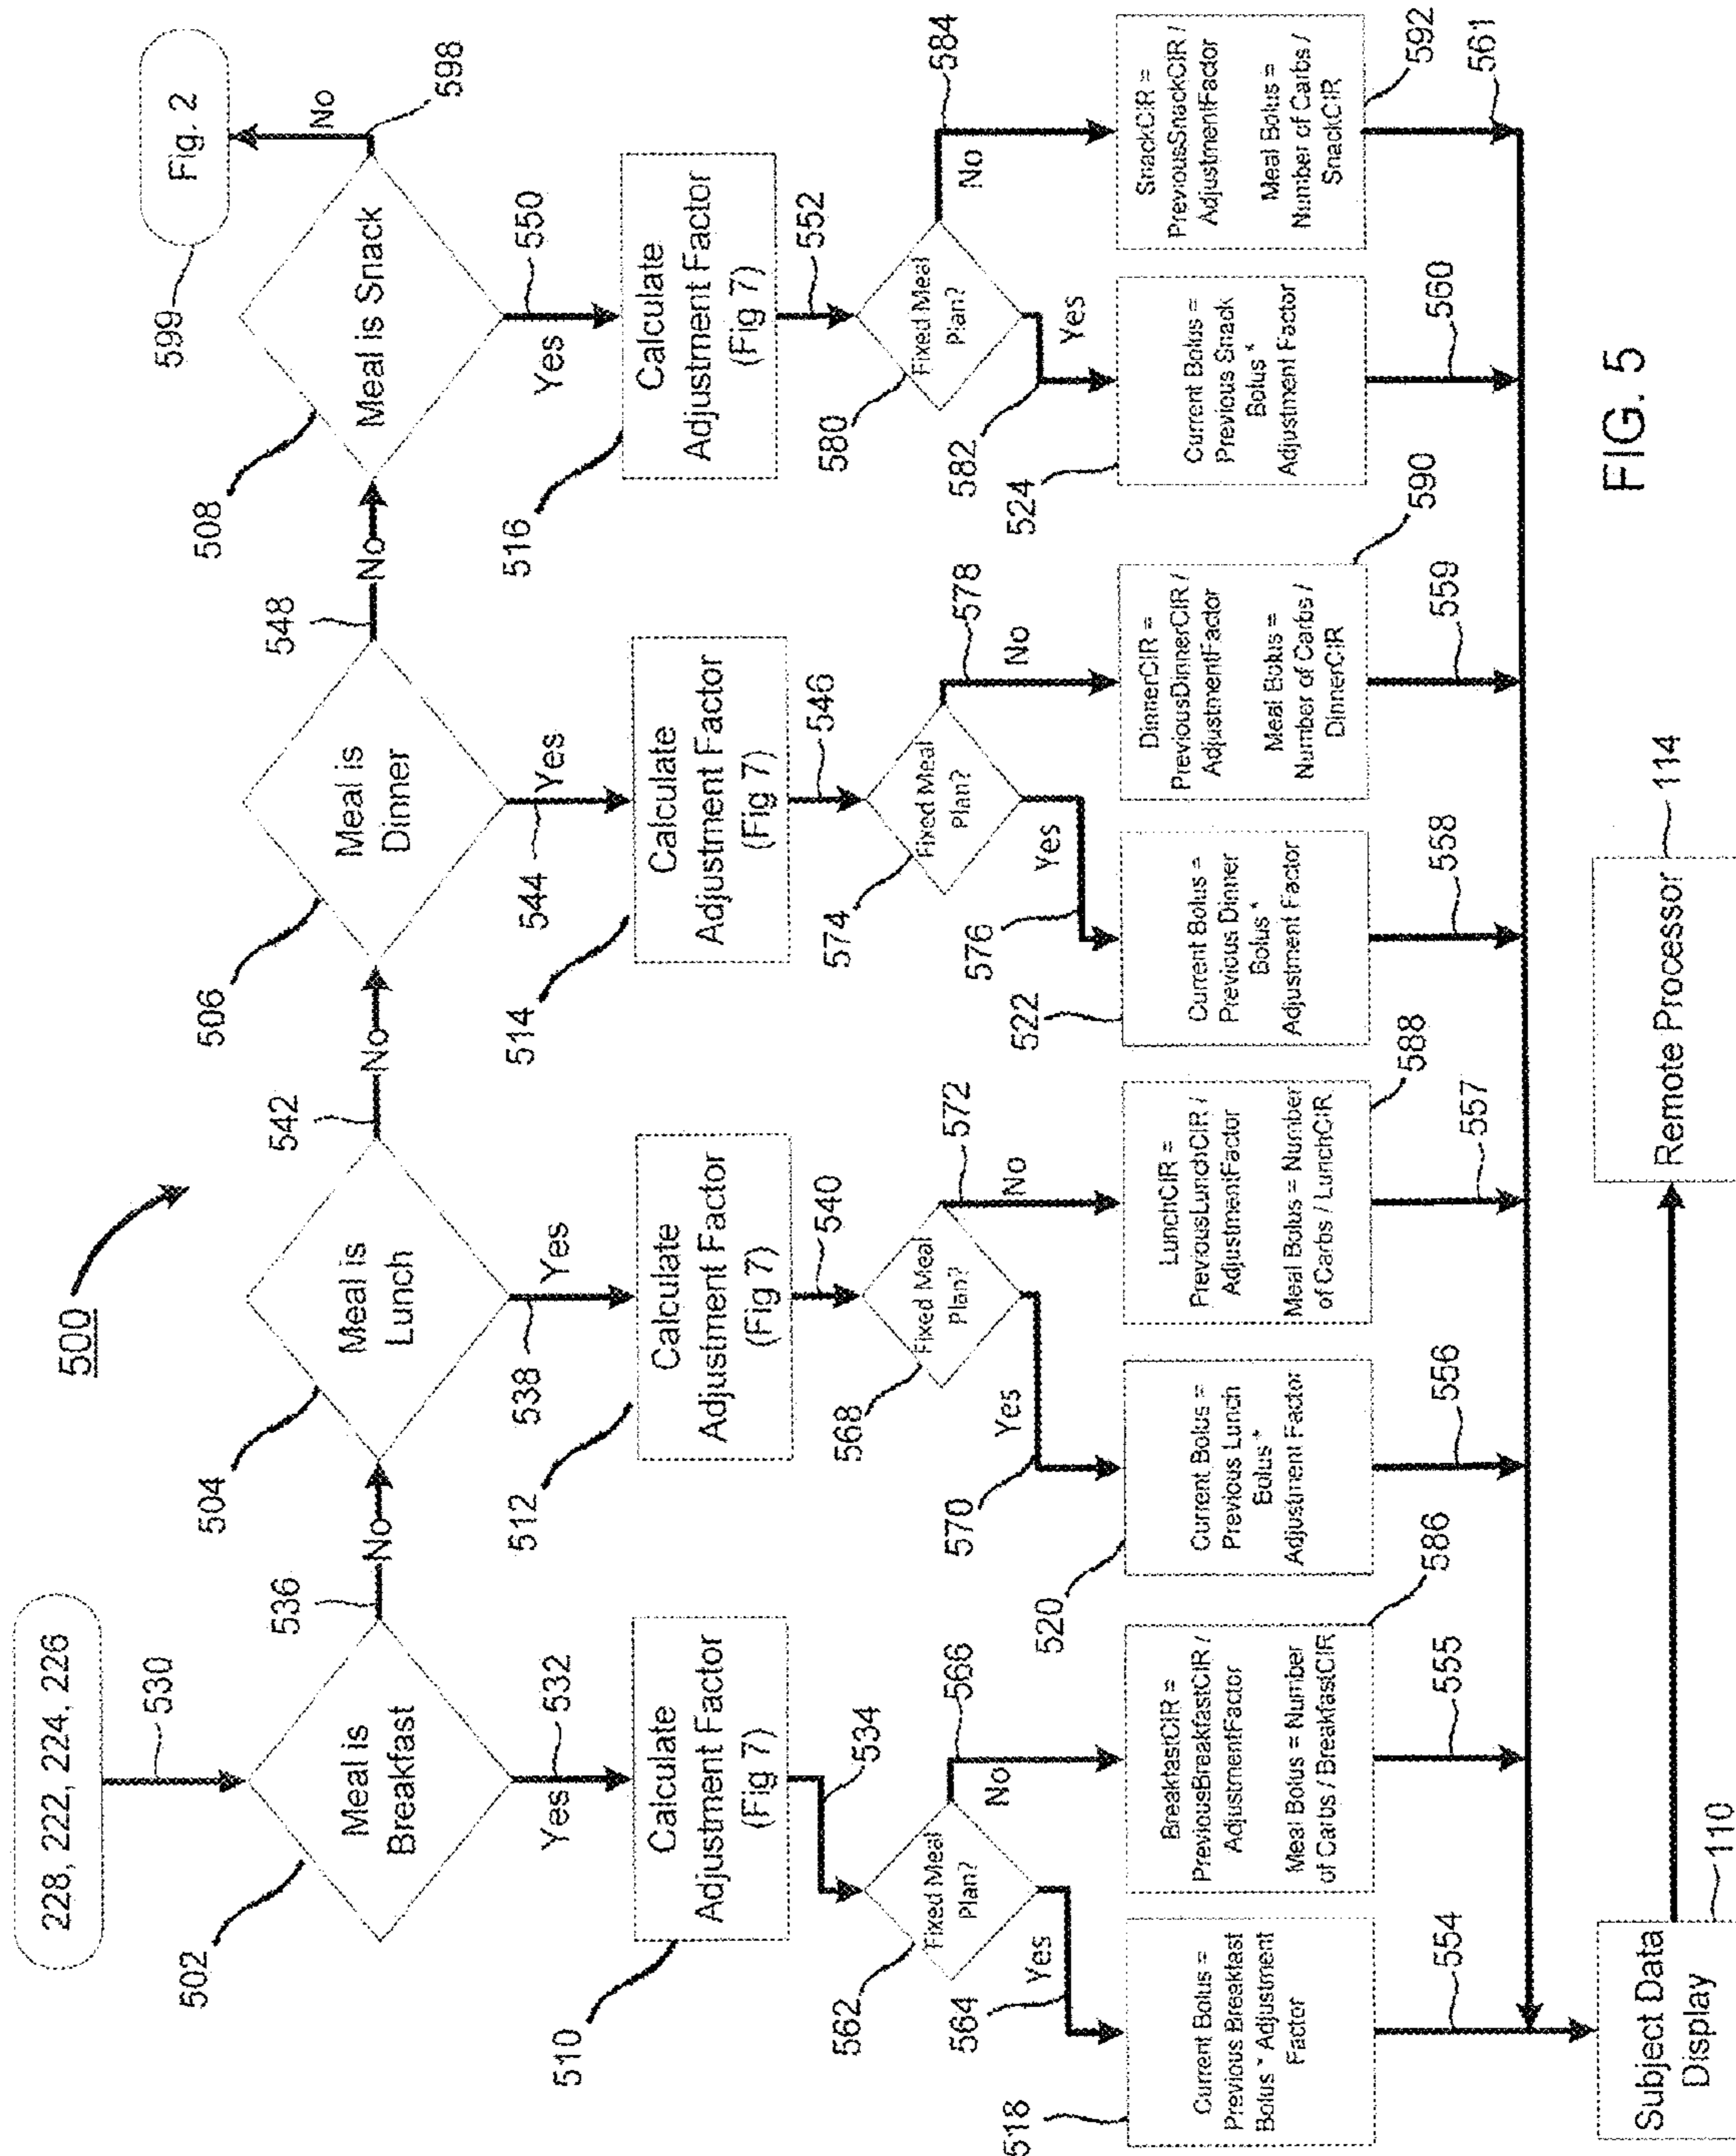 500
228, 222, 224, 226
530
502
Meal is
Breakfast
536
No
504
Meal is
Lunch
542
No
506
Meal is
Dinner
548
No
508
Meal is Snack
No
598
Fig. 2
599
Yes
532
538
Yes
544
Yes
Yes
550
510
Calculate
Adjustment Factor
(Fig 7)
512
Calculate
Adjustment Factor
(Fig 7)
514
Calculate
Adjustment Factor
(Fig 7)
516
Calculate
Adjustment Factor
(Fig 7)
534
540
546
552
562
Fixed Meal
Plan?
568
Fixed Meal
Plan?
574
Fixed Meal
Plan?
580
Fixed Meal
Plan?
564
Yes
No
566
570
Yes
No
572
576
Yes
No
578
582
Yes
No
584
518
Current Bolus =
Previous Breakfast
Bolus * Adjustment
Factor
BreakfastCIR =
PreviousBreakfastCIR /
AdjustmentFactor
Meal Bolus = Number
of Carbs / BreakfastCIR
586
520
Current Bolus =
Previous Lunch
Bolus *
Adjustment Factor
LunchCIR =
PreviousLunchCIR /
AdjustmentFactor
Meal Bolus = Number
of Carbs / LunchCIR
588
522
Current Bolus =
Previous Dinner
Bolus *
Adjustment Factor
DinnerCIR =
PreviousDinnerCIR /
AdjustmentFactor
Meal Bolus =
Number of Carbs /
DinnerCIR
590
524
Current Bolus =
Previous Snack
Bolus *
Adjustment Factor
SnackCIR =
PreviousSnackCIR /
AdjustmentFactor
Meal Bolus =
Number of Carbs /
SnackCIR
592
554
555
556
557
558
559
560
561
Subject Data
Display
110
Remote Processor
114
FIG. 5